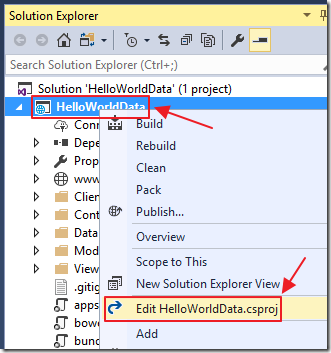 Solution Explorer
Search Solution Explorer (Ctrl+;)
Solution 'HelloWorldData' (1 project)
HelloWorldData
Conn
Build
Depe
Rebuild
Prop
Clean
www
Pack
Clien
Publish...
Cont
Data
Overview
Mod
Scope to This
View
New Solution Explorer View
.gitig
apps
Edit HelloWorldData.csproj
bow
Add
bund